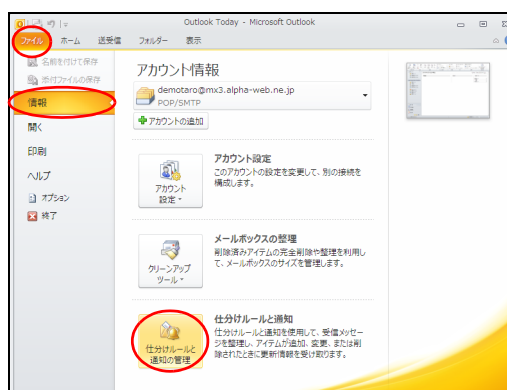 Outlook Today - Microsoft Outlook
ファイル ホーム 送受信 フォルダー 表示
名前を付けて保存
添付ファイルの保存
情報
開く
印刷
ヘルプ
オプション
終了
アカウント情報
demotaro@mx3.alpha-web.ne.jp
POP/SMTP
アカウントの追加
アカウント
設定
アカウント設定
このアカウントの設定を変更して、別の接続を
構成します。
クリーンアップ
ツール
メールボックスの整理
削除済みアイテムの完全削除や整理を利用し
て、メールボックスのサイズを管理します。
仕分けルールと
通知の管理
仕分けルールと通知
仕分けルールと通知を使用して、受信メッセー
ジを整理し、アイテムが追加、変更、または削
除されたときに更新情報を受け取ります。